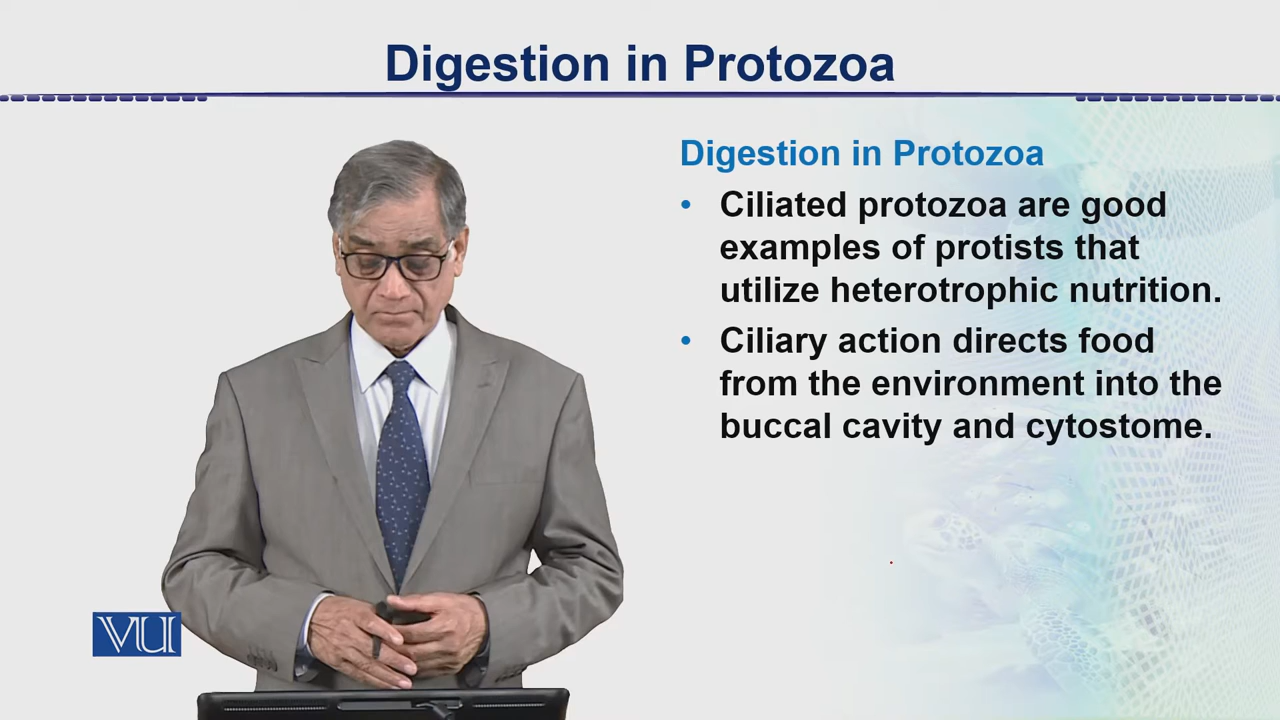 Digestion in Protozoa
Digestion in Protozoa
• Ciliated protozoa are good
examples of protists that
utilize heterotrophic nutrition.
• Ciliary action directs food
from the environment into the
buccal cavity and cytostome.
VU